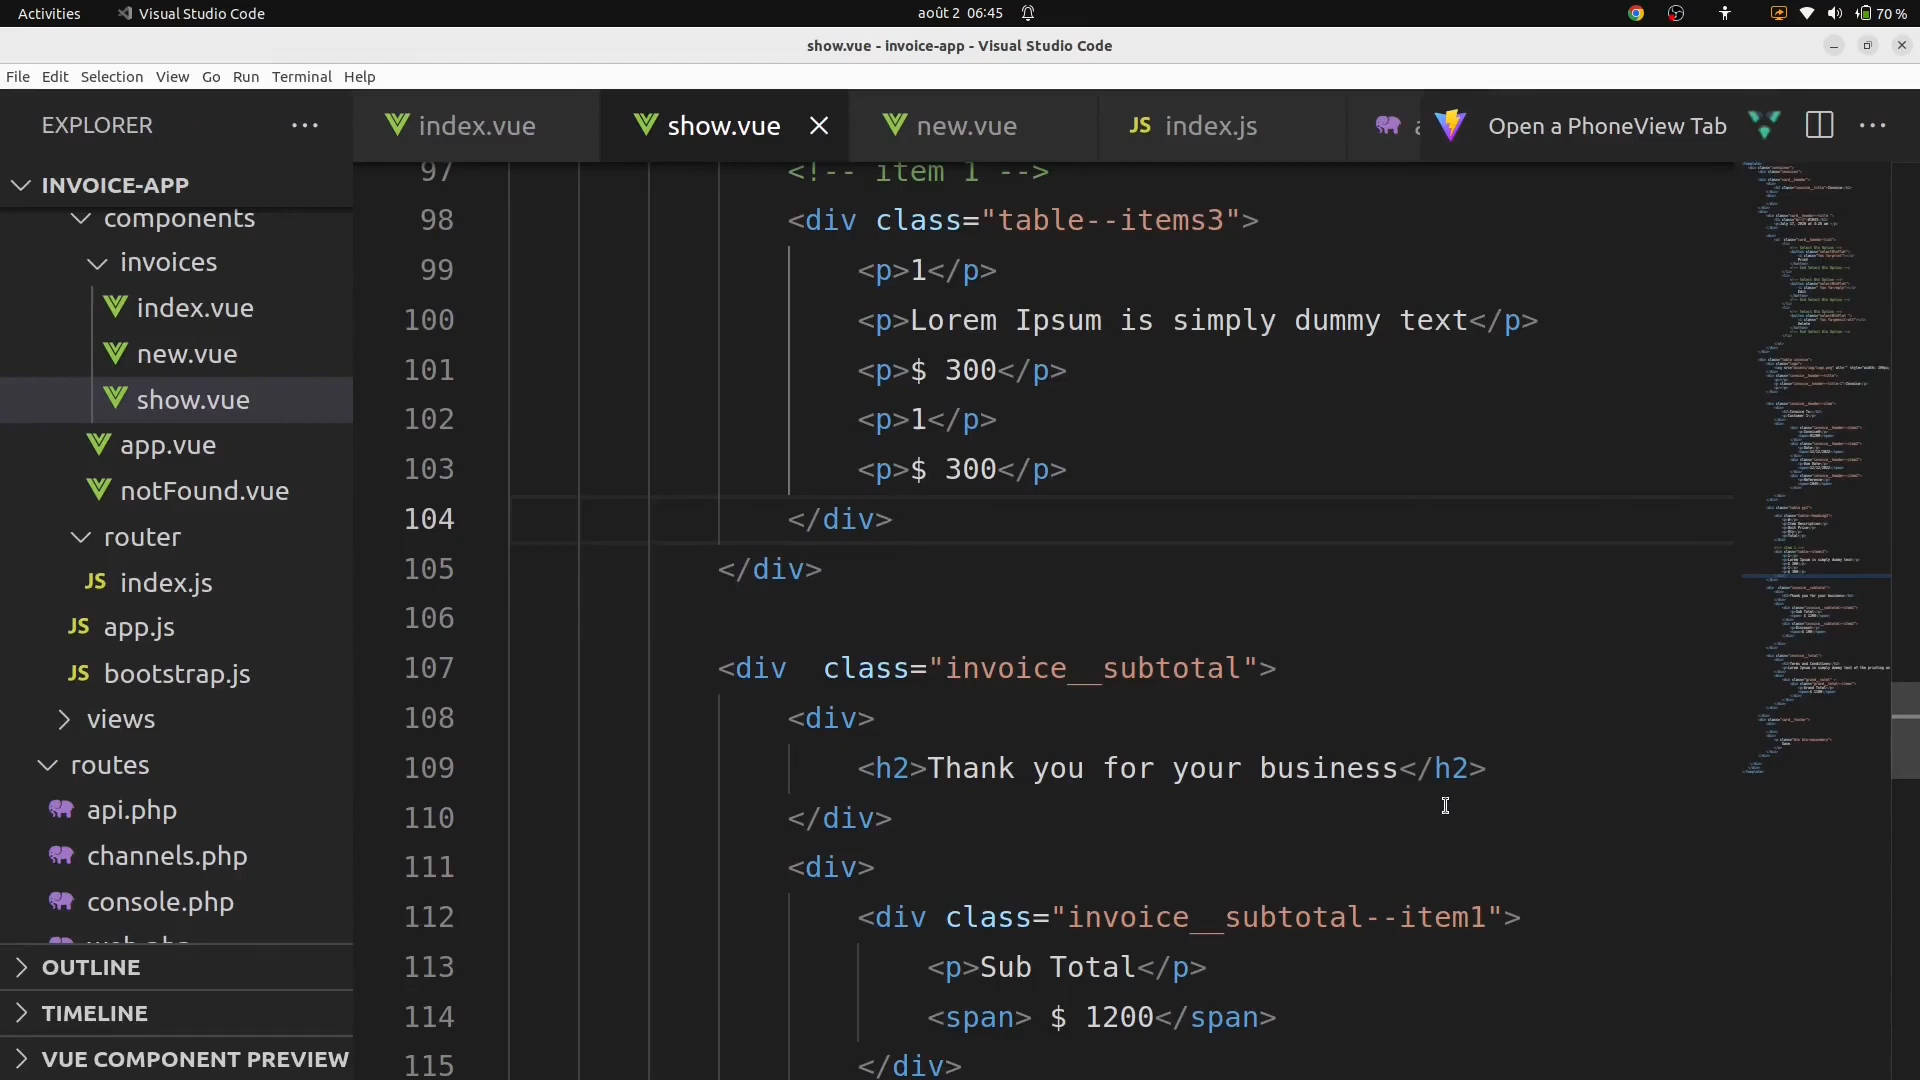 Activities Visual Studio Code août 2 06:45 70 %
show.vue - invoice-app - Visual Studio Code
File Edit Selection View Go Run Terminal Help
EXPLORER
INVOICE-APP
components
invoices
index.vue
new.vue
show.vue
app.vue
notFound.vue
router
JS index.js
JS app.js
JS bootstrap.js
views
routes
api.php
channels.php
console.php
OUTLINE
TIMELINE
VUE COMPONENT PREVIEW
index.vue show.vue new.vue JS index.js Open a PhoneView Tab
97 <!-- item 1 -->
98 <div class="table--items3">
99 <p>1</p>
100 <p>Lorem Ipsum is simply dummy text</p>
101 <p>$ 300</p>
102 <p>1</p>
103 <p>$ 300</p>
104 </div>
105 </div>
106
107 <div  class="invoice__subtotal">
108 <div>
109 <h2>Thank you for your business</h2>
110 </div>
111 <div>
112 <div class="invoice__subtotal--item1">
113 <p>Sub Total</p>
114 <span> $ 1200</span>
115 </div>